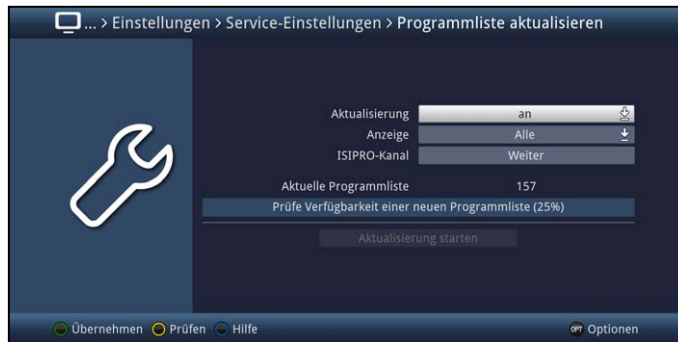 ... > Einstellungen > Service-Einstellungen > Programmliste aktualisieren
Aktualisierung an
Anzeige Alle
ISIPRO-Kanal Weiter
Aktuelle Programmliste 157
Prüfe Verfügbarkeit einer neuen Programmliste (25%)
Aktualisierung starten
Übernehmen Prüfen Hilfe OPT Optionen